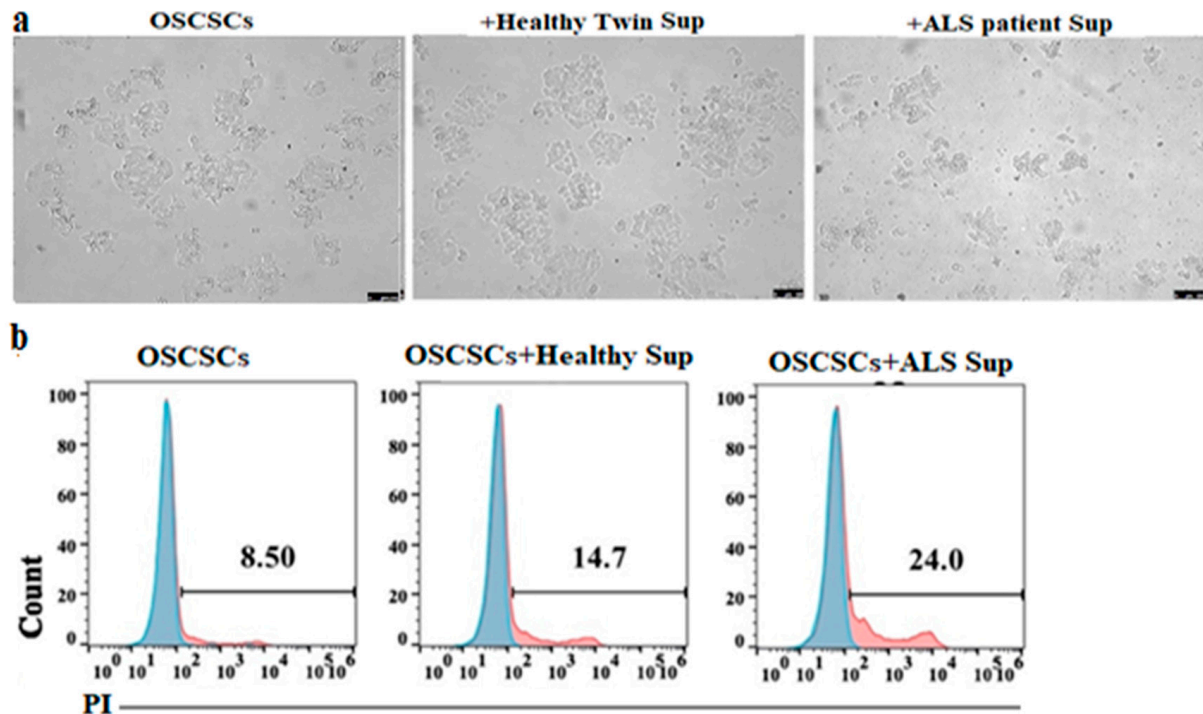 a
OSCSCs +Healthy Twin Sup +ALS patient Sup
b
OSCSCs OSCSCs+Healthy Sup OSCSCs+ALS Sup
Count
100 80 60 40 20 0
8.50
10⁰ 10¹ 10² 10³ 10⁴ 10⁵ 10⁶
100 80 60 40 20 0
14.7
10⁰ 10¹ 10² 10³ 10⁴ 10⁵ 10⁶
100 80 60 40 20 0
24.0
10⁰ 10¹ 10² 10³ 10⁴ 10⁵ 10⁶
PI